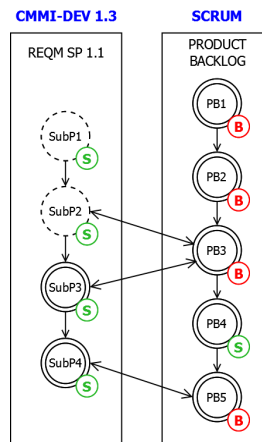 CMMI-DEV 1.3
REQM SP 1.1
SubP1
S
SubP2
S
SubP3
S
SubP4
S
SCRUM
PRODUCT
BACKLOG
PB1
B
PB2
B
PB3
B
PB4
S
PB5
B